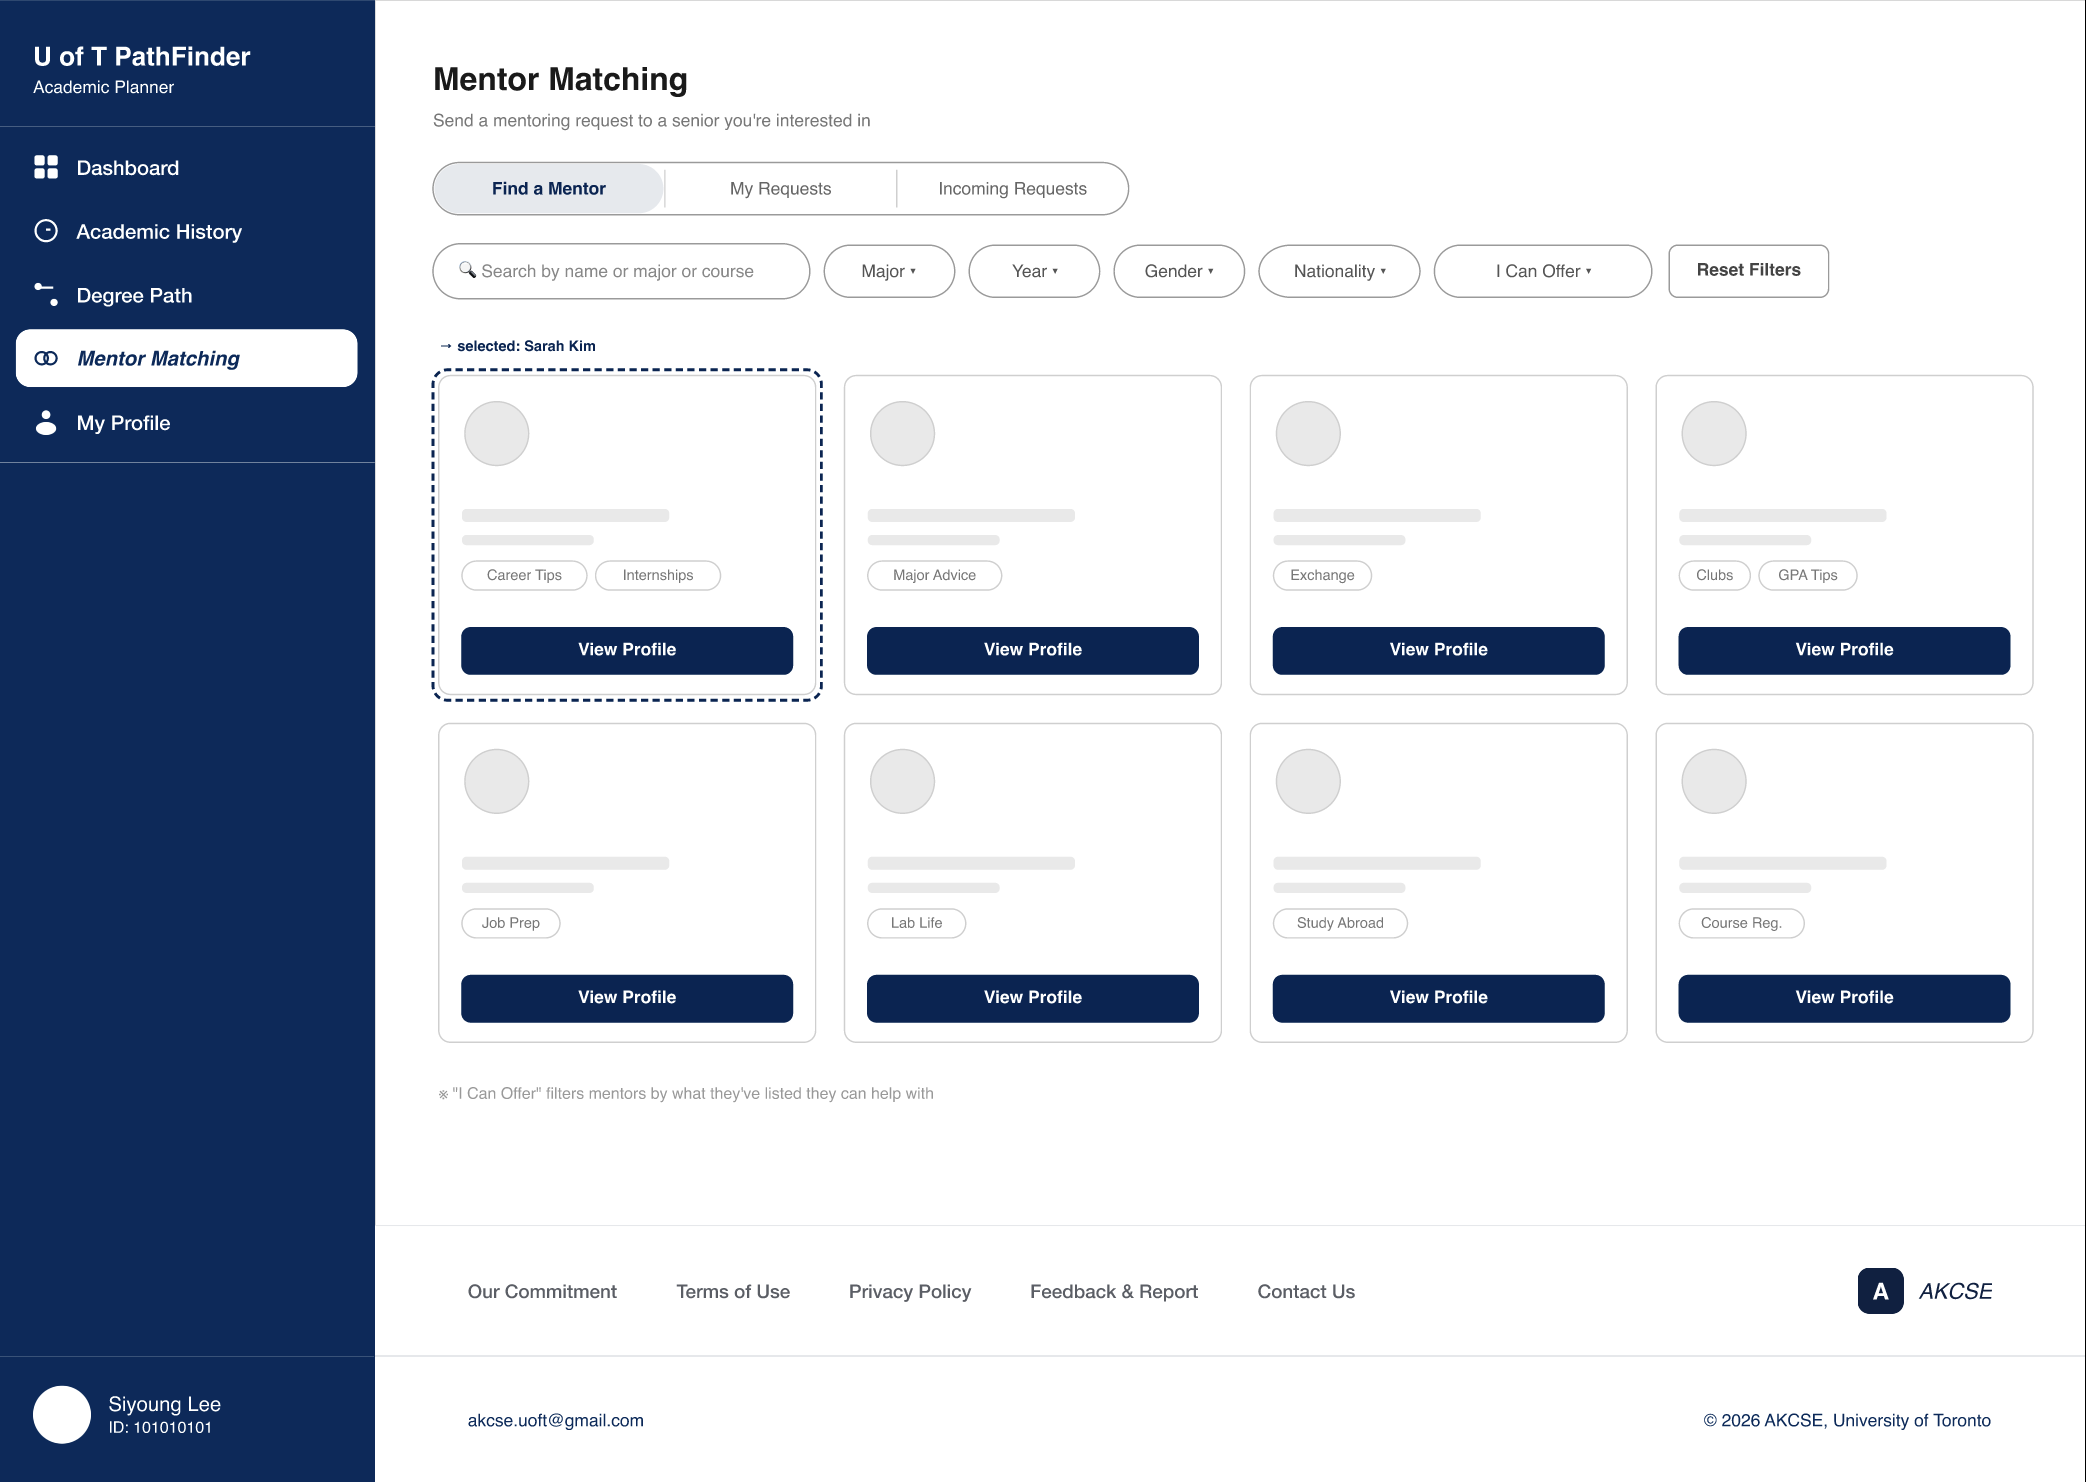 U of T PathFinder
Academic Planner
Dashboard
Academic History
Degree Path
Mentor Matching
My Profile
Siyoung Lee
ID: 101010101
Mentor Matching
Send a mentoring request to a senior you're interested in
Find a Mentor My Requests Incoming Requests
🔍 Search by name or major or course Major ▾ Year ▾ Gender ▾ Nationality ▾ I Can Offer ▾ Reset Filters
→ selected: Sarah Kim
Career Tips Internships Major Advice Exchange Clubs GPA Tips
View Profile View Profile View Profile View Profile
Job Prep Lab Life Study Abroad Course Reg.
View Profile View Profile View Profile View Profile
※ "I Can Offer" filters mentors by what they've listed they can help with
Our Commitment Terms of Use Privacy Policy Feedback & Report Contact Us A AKCSE
akcse.uoft@gmail.com © 2026 AKCSE, University of Toronto